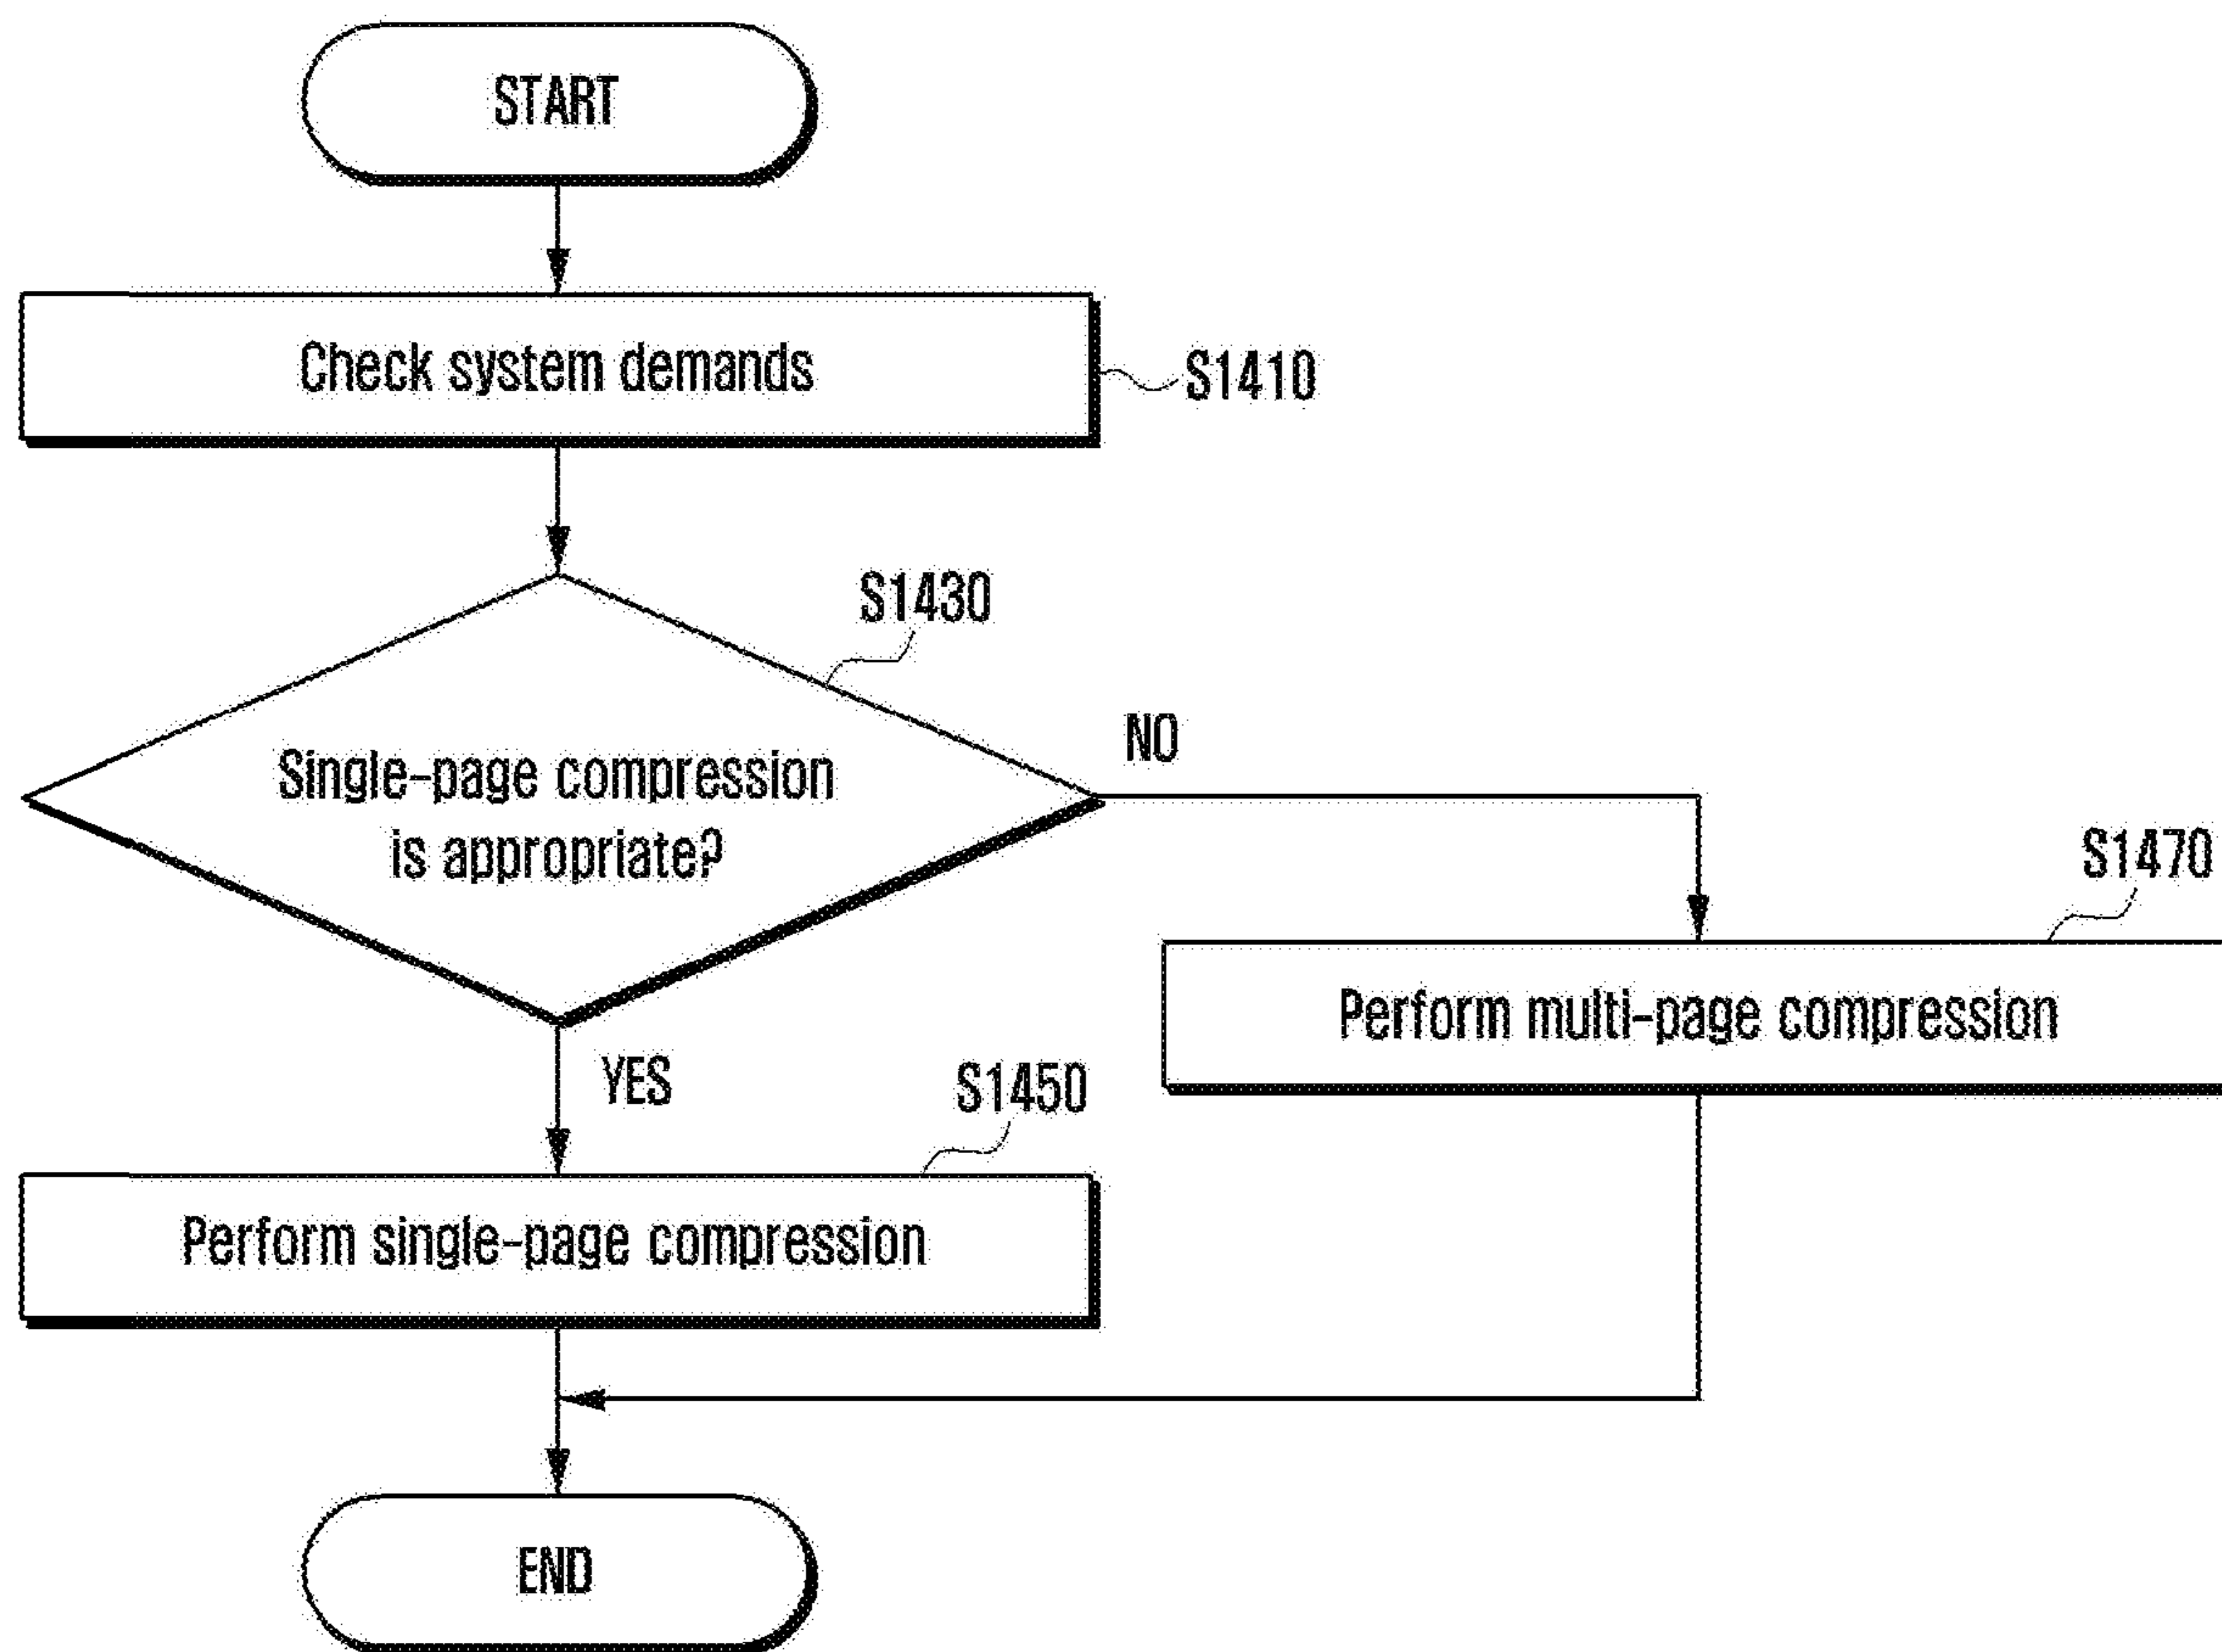 START
Check system demands
S1410
S1430
Single-page compression
is appropriate?
NO
S1470
Perform multi-page compression
YES
S1450
Perform single-page compression
END